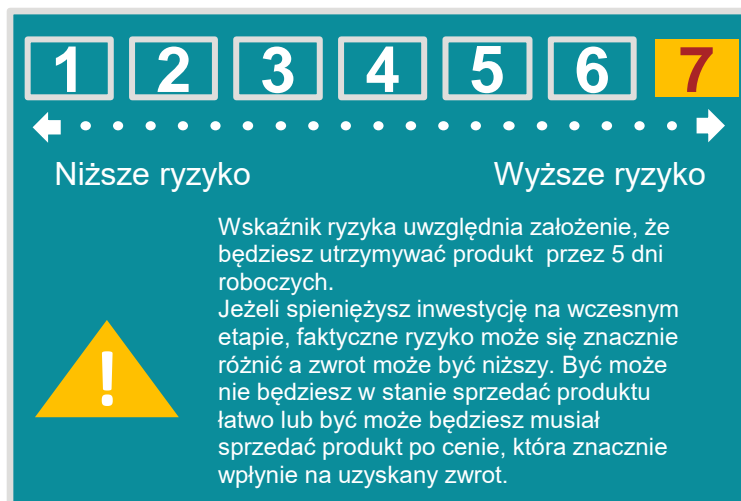 1 2 3 4 5 6 7
Niższe ryzyko Wyższe ryzyko
Wskaźnik ryzyka uwzględnia założenie, że
będziesz utrzymywać produkt  przez 5 dni
roboczych.
Jeżeli spieniężysz inwestycję na wczesnym
etapie, faktyczne ryzyko może się znacznie
różnić a zwrot może być niższy. Być może
nie będziesz w stanie sprzedać produktu
łatwo lub być może będziesz musiał
sprzedać produkt po cenie, która znacznie
wpłynie na uzyskany zwrot.
!